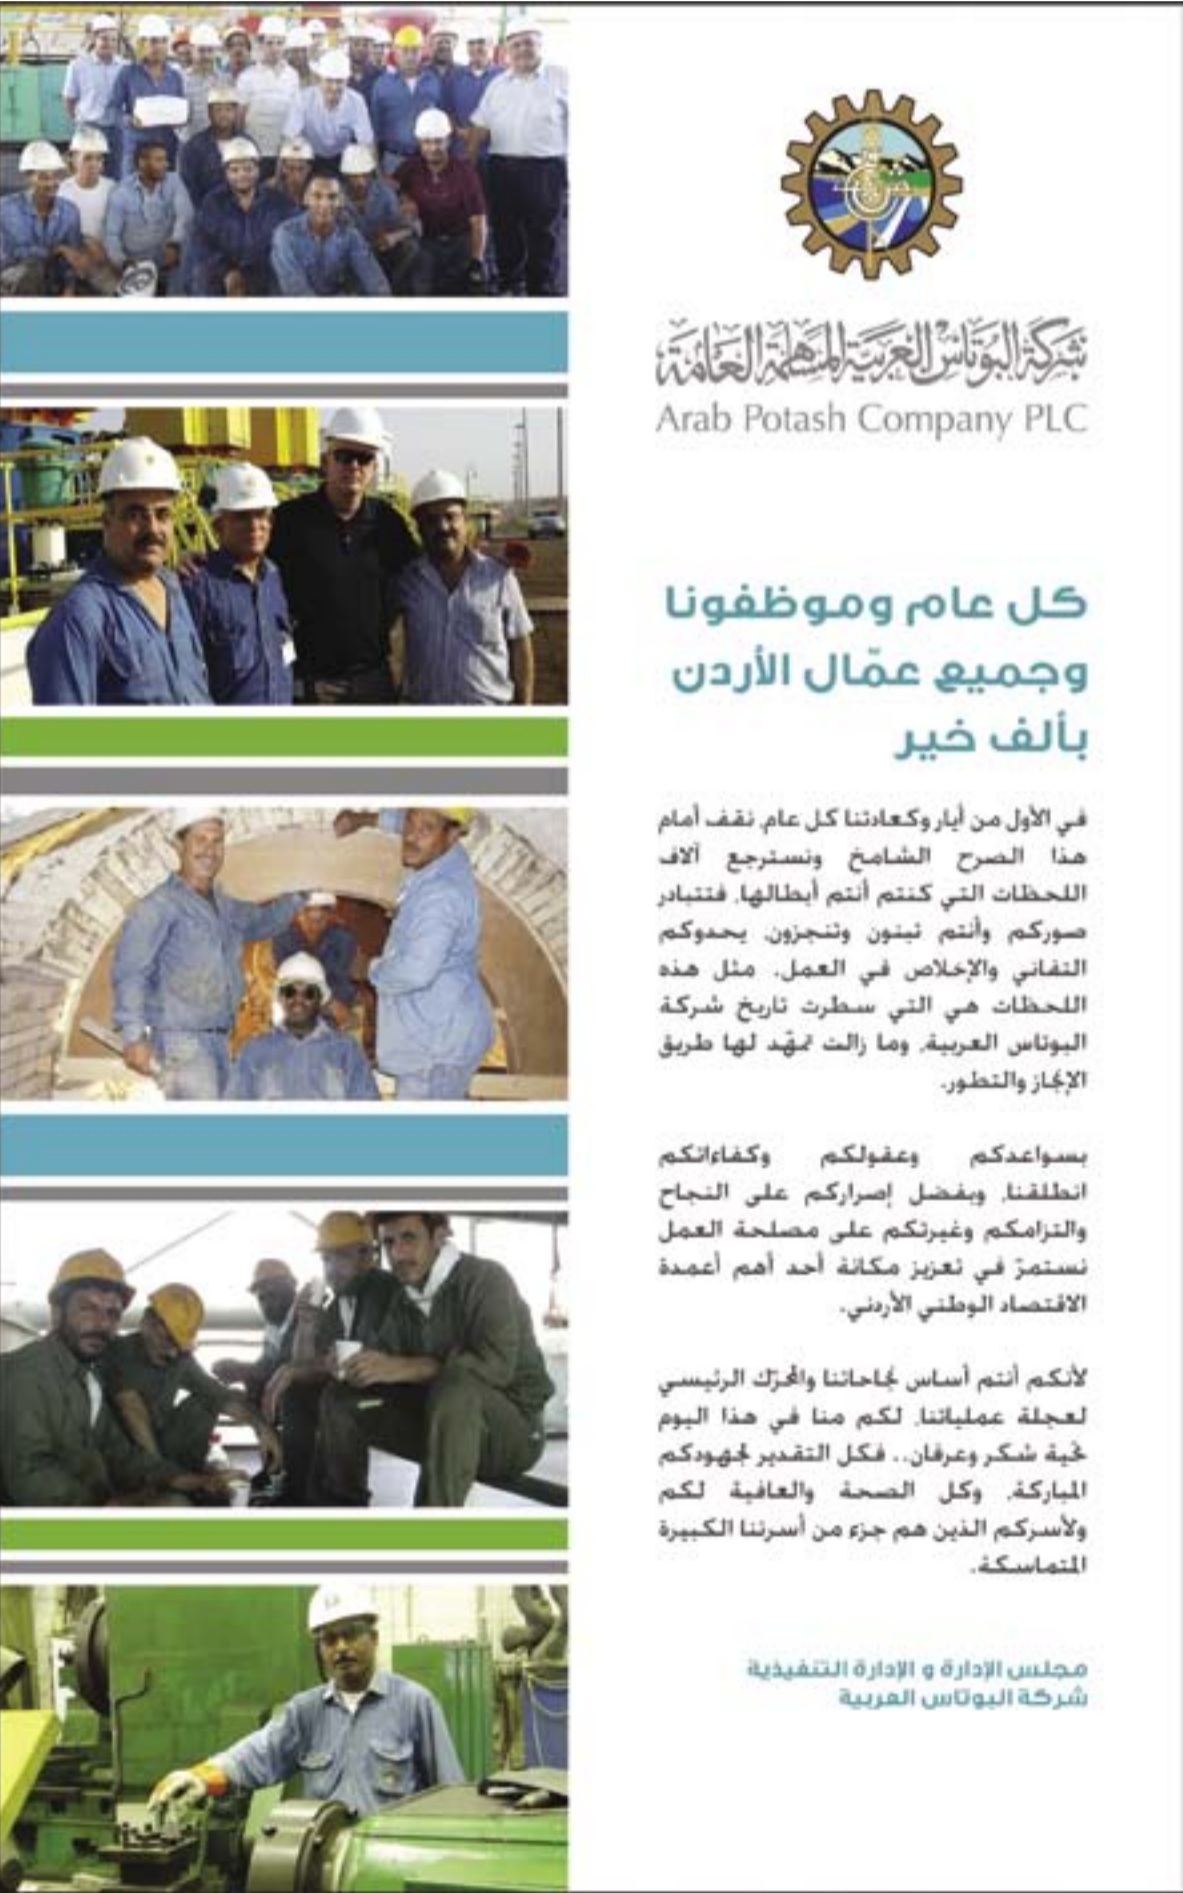 شركة البوتاس العربية المساهمة العامة
Arab Potash Company PLC
كل عام وموظفونا
وجميع عمّال الأردن
بألف خير
في الأول من أيار وكعادتنا كل عام، نقف أمام
هذا الصرح الشامخ ونسترجع آلاف
اللحظات التي كنتم أنتم أبطالها، فتتبادر
صوركم وأنتم تبنون وتنجزون، يحدوكم
التفاني والإخلاص في العمل. مثل هذه
اللحظات هي التي سطرت تاريخ شركة
البوتاس العربية، وما زالت تمهّد لها طريق
الإنجاز والتطور.
بسواعدكم وعقولكم وكفاءاتكم
انطلقنا، وبفضل إصراركم على النجاح
والتزامكم وغيرتكم على مصلحة العمل
نستمرّ في تعزيز مكانة أحد أهم أعمدة
الاقتصاد الوطني الأردني.
لأنكم أنتم أساس نجاحاتنا والمحرّك الرئيسي
لعجلة عملياتنا، لكم منا في هذا اليوم
تحية شكر وعرفان.. فكل التقدير لجهودكم
المباركة، وكل الصحة والعافية لكم
ولأسركم الذين هم جزء من أسرتنا الكبيرة
المتماسكة.
مجلس الإدارة و الإدارة التنفيذية
شركة البوتاس العربية